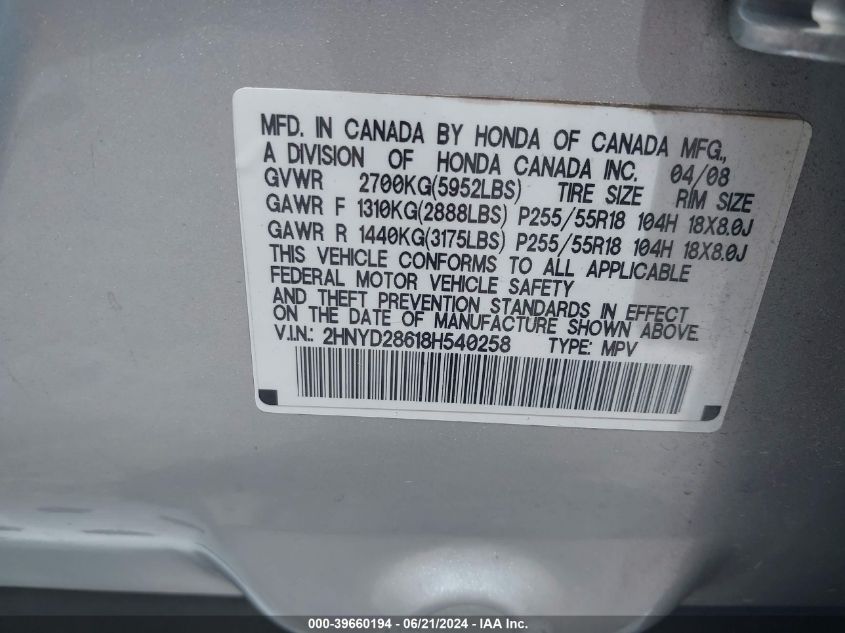 MFD. IN CANADA BY HONDA OF CANADA MFG.,
A DIVISION OF HONDA CANADA INC. 04/08
GVWR 2700KG(5952LBS) TIRE SIZE RIM SIZE
GAWR F 1310KG(2888LBS) P255/55R18 104H 18X8.0J
GAWR R 1440KG(3175LBS) P255/55R18 104H 18X8.0J
THIS VEHICLE CONFORMS TO ALL APPLICABLE
FEDERAL MOTOR VEHICLE SAFETY
AND THEFT PREVENTION STANDARDS IN EFFECT
ON THE DATE OF MANUFACTURE SHOWN ABOVE.
V.I.N.: 2HNYD28618H540258 TYPE: MPV
000-39660194 - 06/21/2024 - IAA Inc.